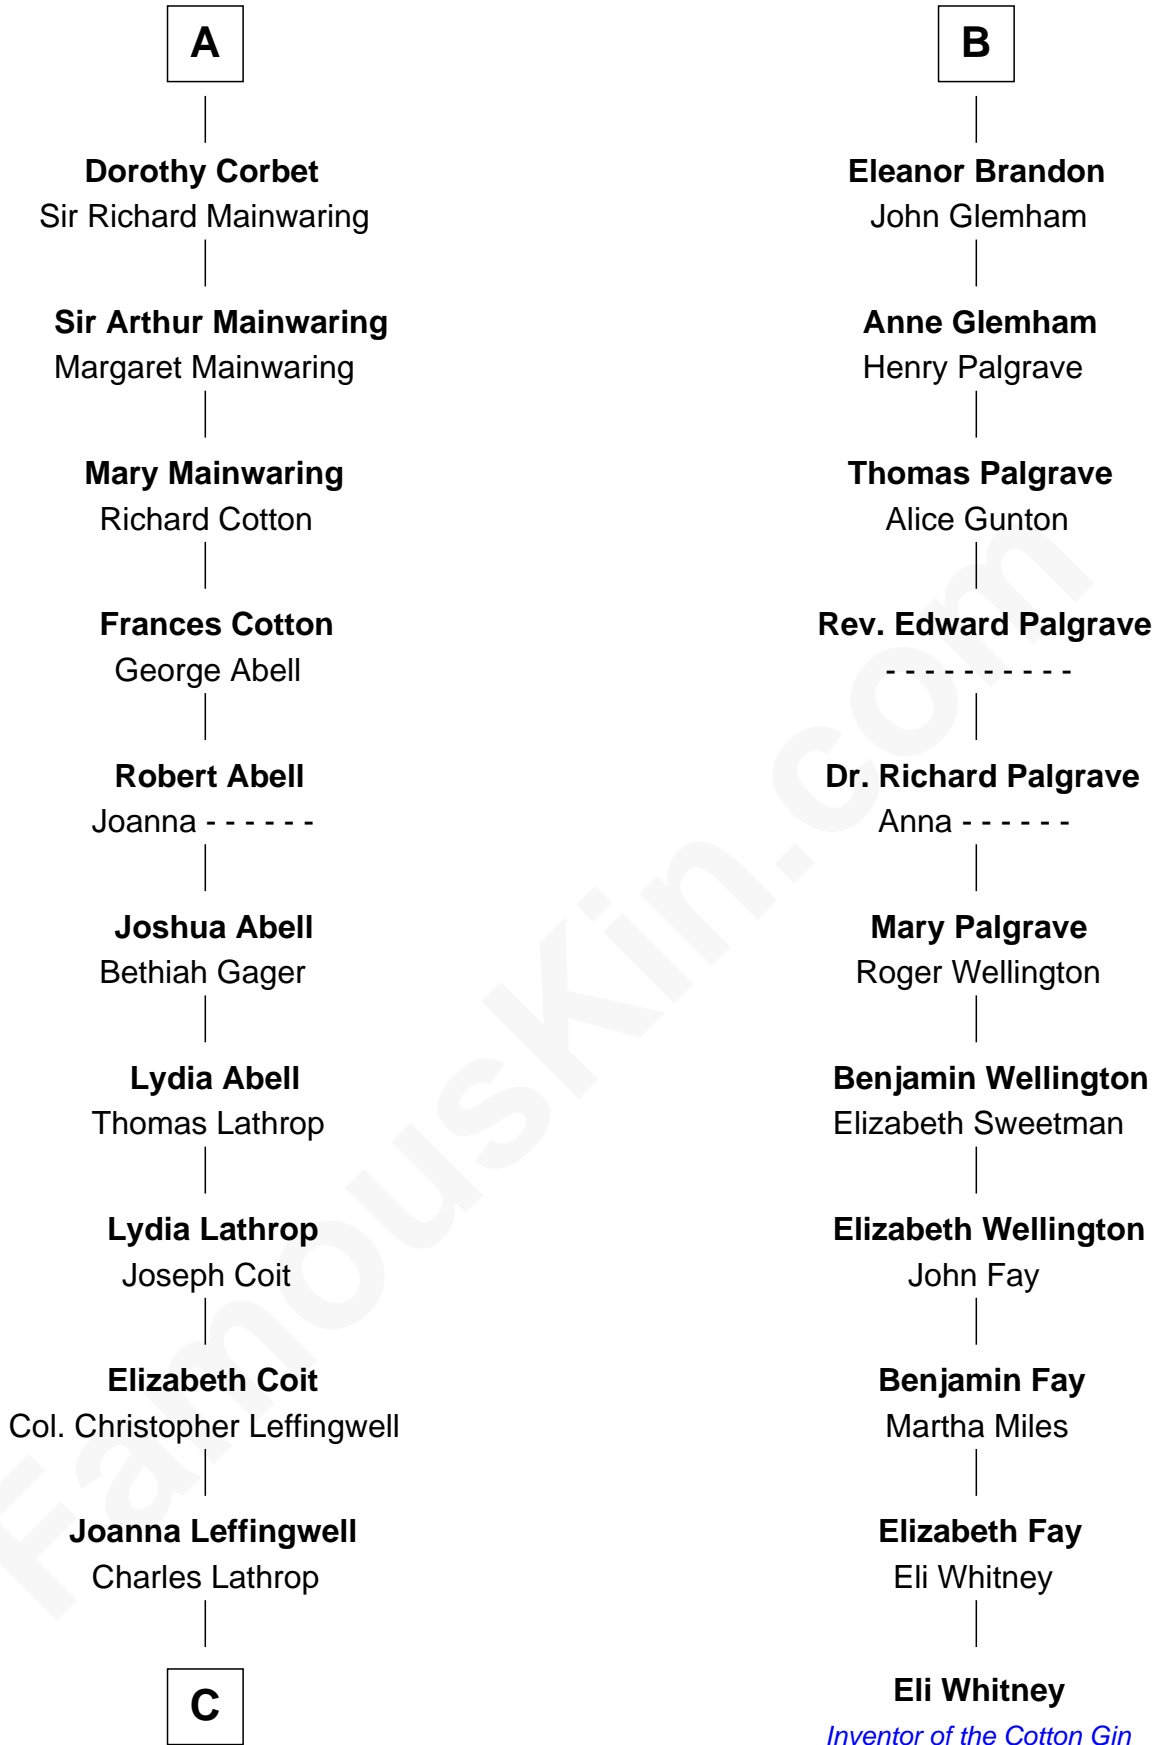 A
Dorothy Corbet
Sir Richard Mainwaring
Sir Arthur Mainwaring
Margaret Mainwaring
Mary Mainwaring
Richard Cotton
Frances Cotton
George Abell
Robert Abell
Joanna - - - - - -
Joshua Abell
Bethiah Gager
Lydia Abell
Thomas Lathrop
Lydia Lathrop
Joseph Coit
Elizabeth Coit
Col. Christopher Leffingwell
Joanna Leffingwell
Charles Lathrop
C
B
Eleanor Brandon
John Glemham
Anne Glemham
Henry Palgrave
Thomas Palgrave
Alice Gunton
Rev. Edward Palgrave
- - - - - - - - - -
Dr. Richard Palgrave
Anna - - - - - -
Mary Palgrave
Roger Wellington
Benjamin Wellington
Elizabeth Sweetman
Elizabeth Wellington
John Fay
Benjamin Fay
Martha Miles
Elizabeth Fay
Eli Whitney
Eli Whitney
Inventor of the Cotton Gin
FamousKin.com